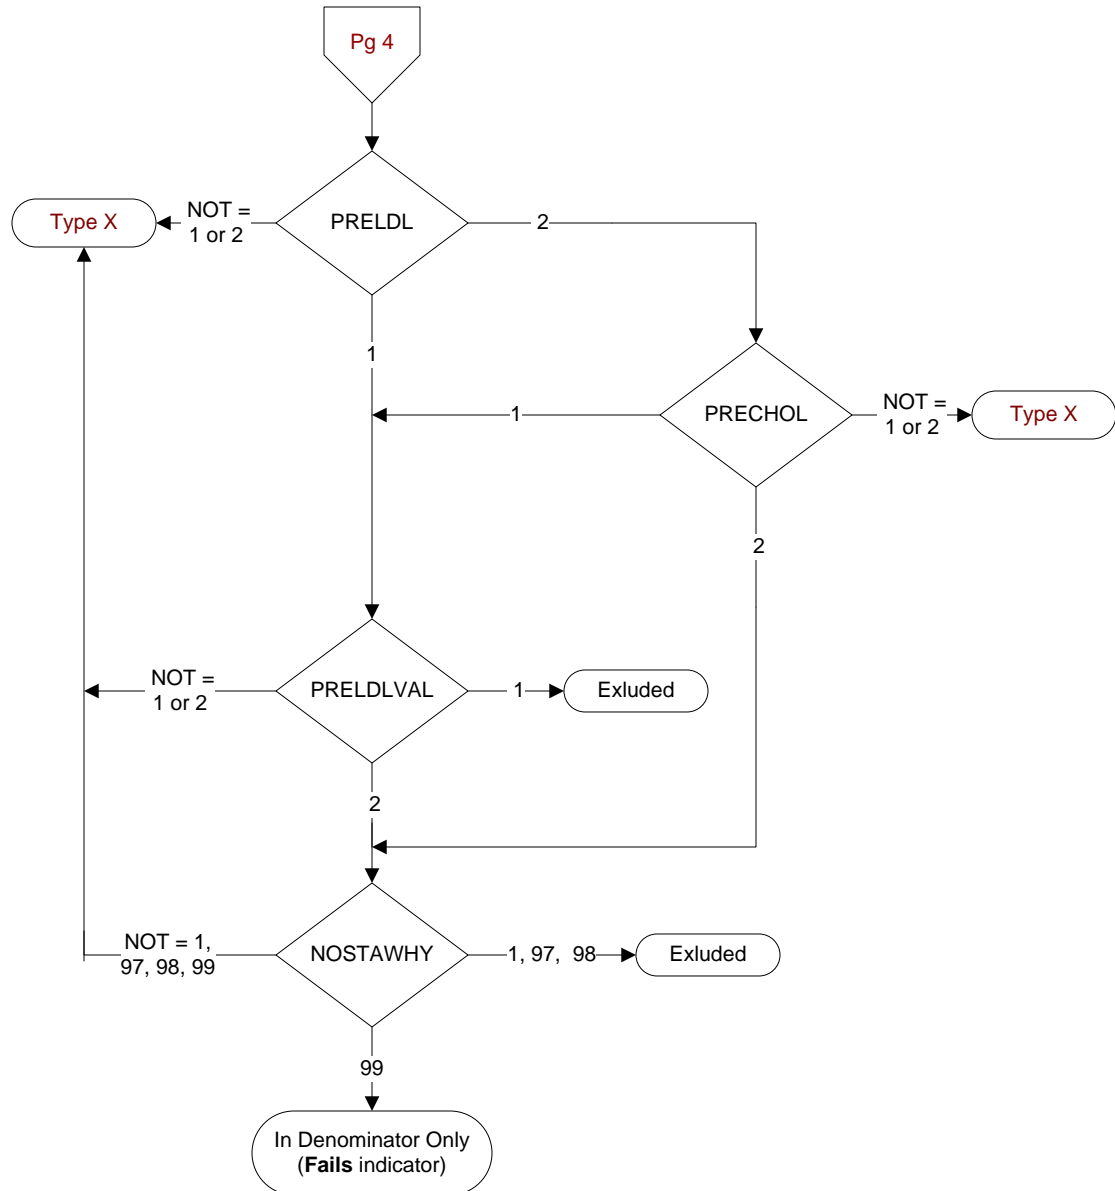 Pg 4
Type X
NOT =
1 or 2
PRELDL
2
1
1
PRECHOL
NOT =
1 or 2
Type X
2
NOT =
1 or 2
PRELDLVAL
1
Exluded
2
NOT = 1,
97, 98, 99
NOSTAWHY
1, 97, 98
Exluded
99
In Denominator Only
(Fails indicator)